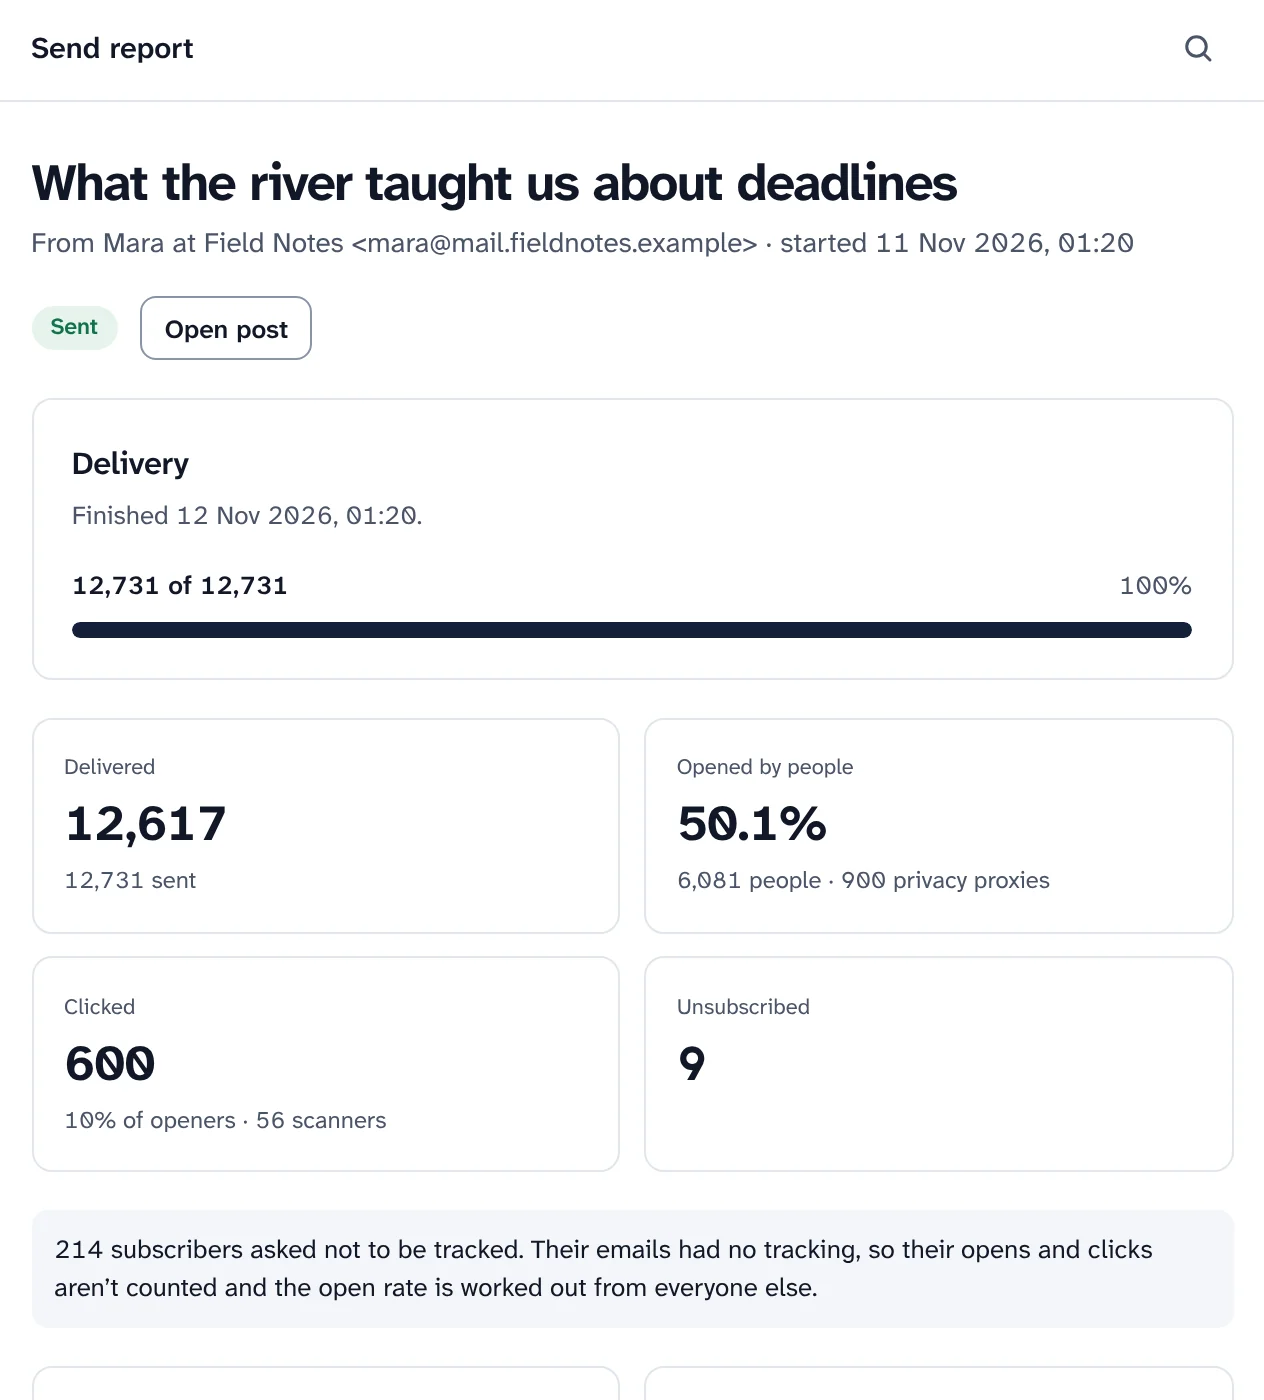 Send report
What the river taught us about deadlines
From Mara at Field Notes <mara@mail.fieldnotes.example> · started 11 Nov 2026, 01:20
Sent
Open post
Delivery
Finished 12 Nov 2026, 01:20.
12,731 of 12,731
100%
Delivered
12,617
12,731 sent
Opened by people
50.1%
6,081 people · 900 privacy proxies
Clicked
600
10% of openers · 56 scanners
Unsubscribed
9
214 subscribers asked not to be tracked. Their emails had no tracking, so their opens and clicks
aren’t counted and the open rate is worked out from everyone else.